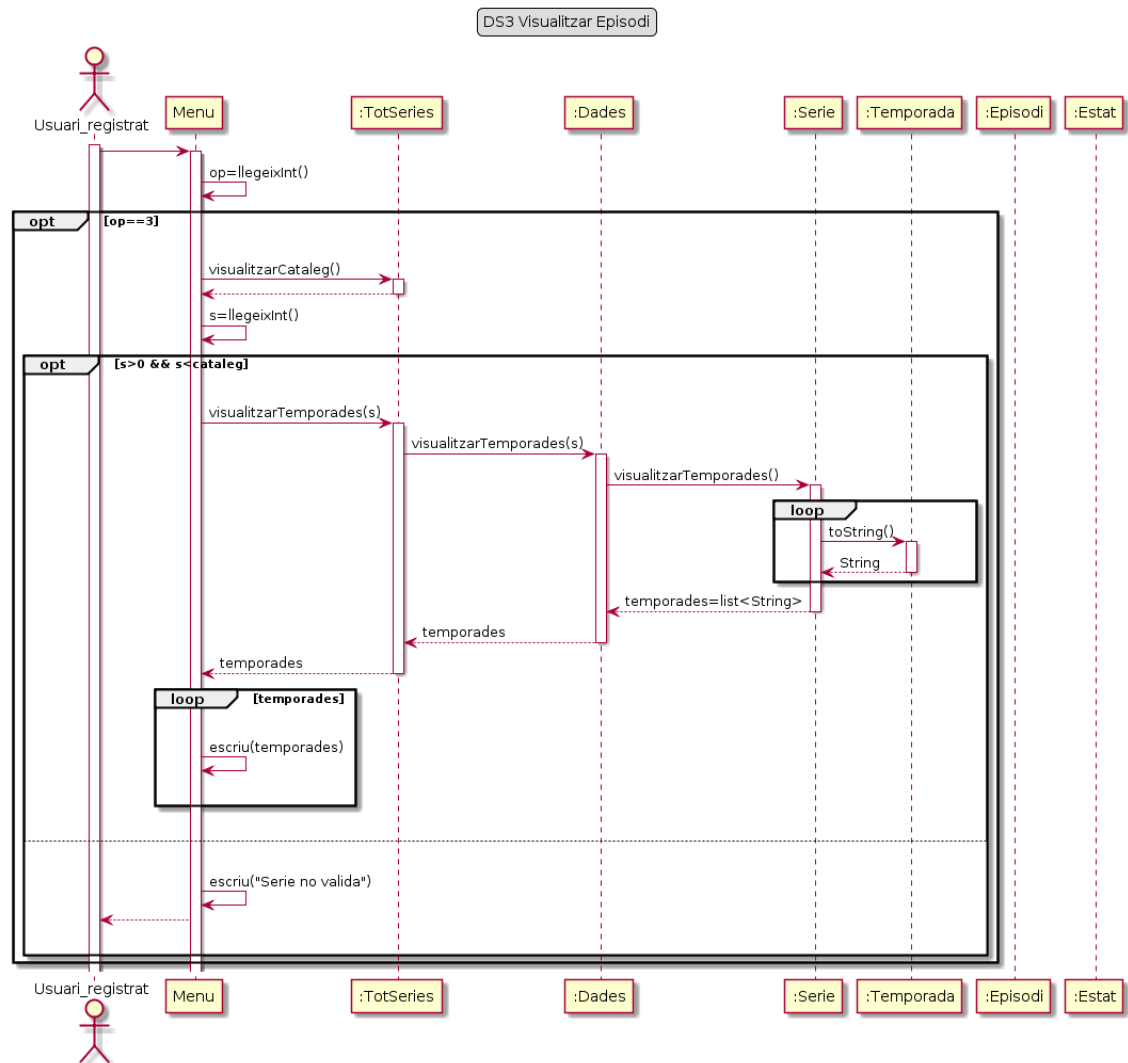 DS3 Visualitzar Episodi
Usuari_registrat
Menu
:TotSeries
:Dades
:Serie
:Temporada
:Episodi
:Estat
op=llegeixInt()
opt
[op==3]
visualitzarCataleg()
s=llegeixInt()
opt
[s>0 && s<cataleg]
visualitzarTemporades(s)
visualitzarTemporades(s)
visualitzarTemporades()
loop
toString()
String
temporades=list<String>
temporades
temporades
loop
[temporades]
escriu(temporades)
escriu("Serie no valida")
Usuari_registrat
Menu
:TotSeries
:Dades
:Serie
:Temporada
:Episodi
:Estat